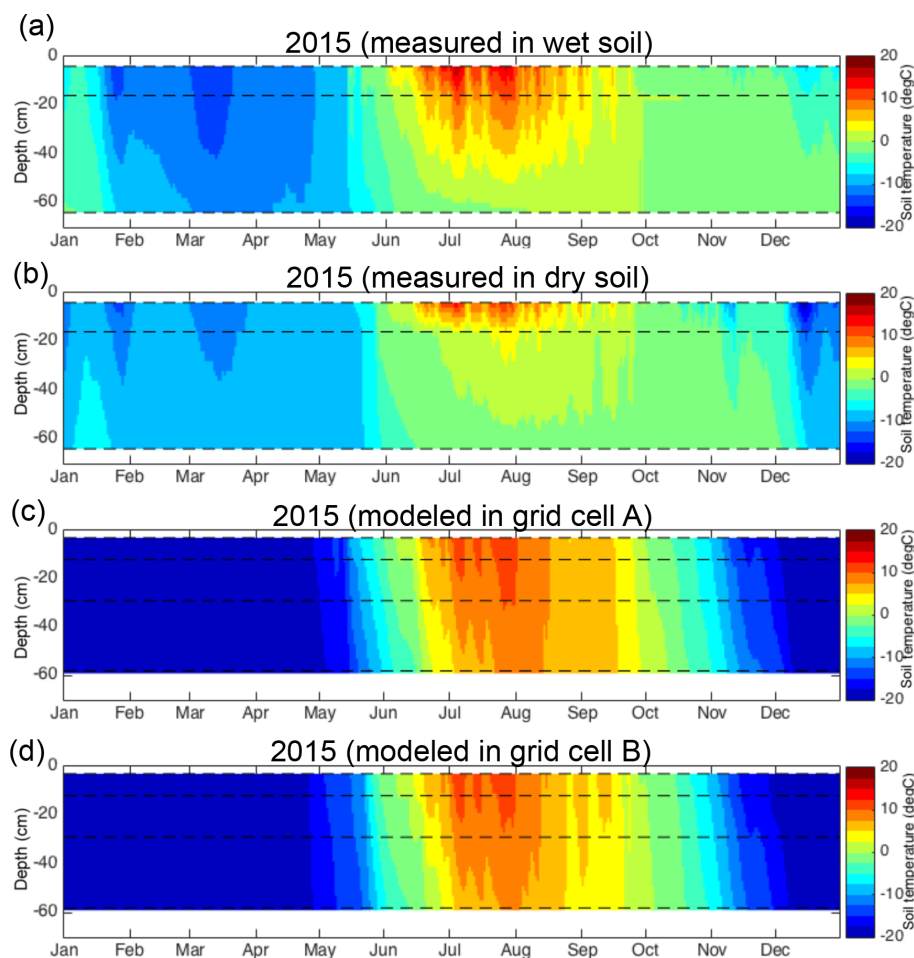 (a)
2015 (measured in wet soil)
0
-20
-40
-60
Depth (cm)
Jan Feb Mar Apr May Jun Jul Aug Sep Oct Nov Dec
20
10
0
-10
-20
Soil temperature (degC)
(b)
2015 (measured in dry soil)
0
-20
-40
-60
Depth (cm)
Jan Feb Mar Apr May Jun Jul Aug Sep Oct Nov Dec
20
10
0
-10
-20
Soil temperature (degC)
(c)
2015 (modeled in grid cell A)
0
-20
-40
-60
Depth (cm)
Jan Feb Mar Apr May Jun Jul Aug Sep Oct Nov Dec
20
10
0
-10
-20
Soil temperature (degC)
(d)
2015 (modeled in grid cell B)
0
-20
-40
-60
Depth (cm)
Jan Feb Mar Apr May Jun Jul Aug Sep Oct Nov Dec
20
10
0
-10
-20
Soil temperature (degC)